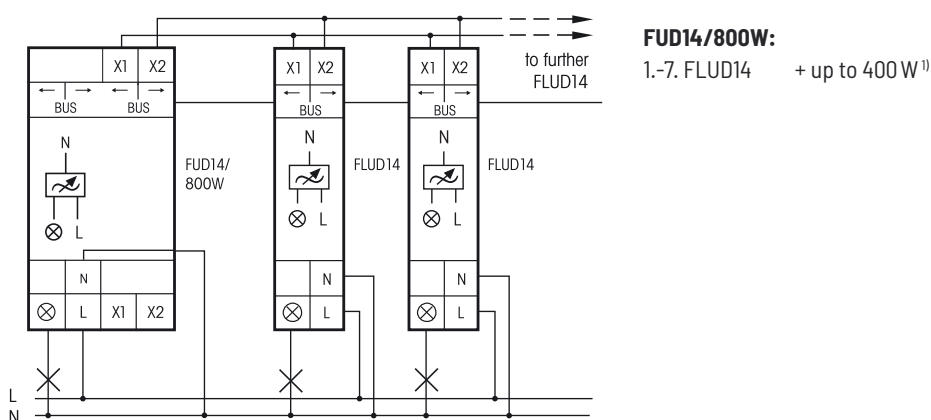 FUD14/800W:
1.-7. FLUD14 + up to 400 W 1)
to further
FLUD14
X1 X2
X1 X2
X1 X2
BUS BUS
BUS
BUS
N
N
N
FUD14/
800W
FLUD14
FLUD14
L
L
L
N
N
N
L X1 X2
L
L
L
N